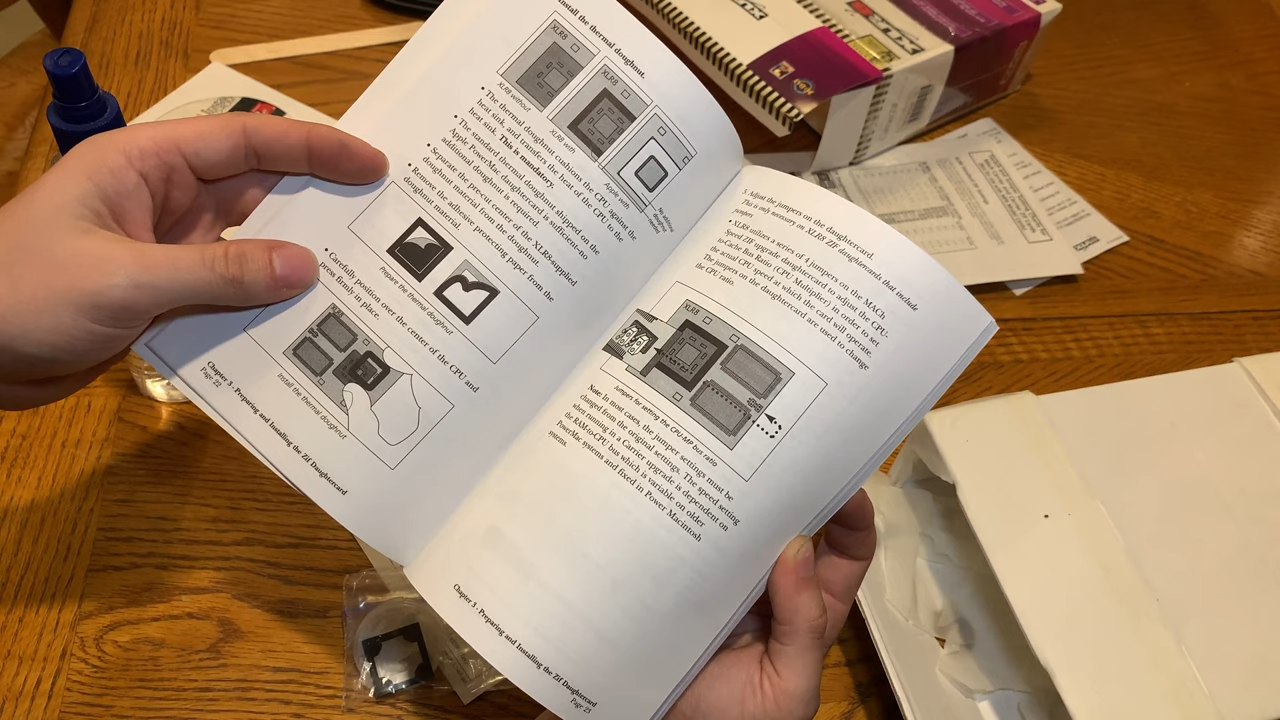 Install the thermal doughnut.
XLR8
XLR8
XLR8 without
XLR8 with
Apple with
No additional
doughnut
needed
• The thermal doughnut cushions the CPU against the
heat sink and transfers the heat of the CPU to the
heat sink. This is mandatory.
• The standard thermal doughnut shipped on the
Apple PowerMac daughtercard is sufficient–no
additional doughnut is required.
• Separate the pre-cut center of the XLR8-supplied
doughnut material from the doughnut.
• Remove the adhesive protecting paper from the
doughnut material.
Prepare the thermal doughnut
• Carefully position over the center of the CPU and
press firmly in place.
XLR8
Install the thermal doughnut
Chapter 3 - Preparing and Installing the Zif Daughtercard
Page 22
5. Adjust the jumpers on the daughtercard.
This is only necessary on XLR8 ZIF daughtercards that include
jumpers
• XLR8 utilizes a series of 4 jumpers on the MACh
Speed ZIF upgrade daughtercard to adjust the CPU-
to-Cache Bus Ratio (CPU Multiplier) in order to set
the actual CPU speed at which the card will operate.
The jumpers on the daughtercard are used to change
the CPU ratio.
XLR8
Jumpers for setting the CPU-MP bus ratio
Note: In most cases, the jumper settings must be
changed from the original settings. The speed setting
when running in a Carrier upgrade is dependent on
the RAM-to-CPU bus which is variable on older
PowerMac systems and fixed in Power Macintosh
systems.
Chapter 3 - Preparing and Installing the Zif Daughtercard
Page 23
XLR8